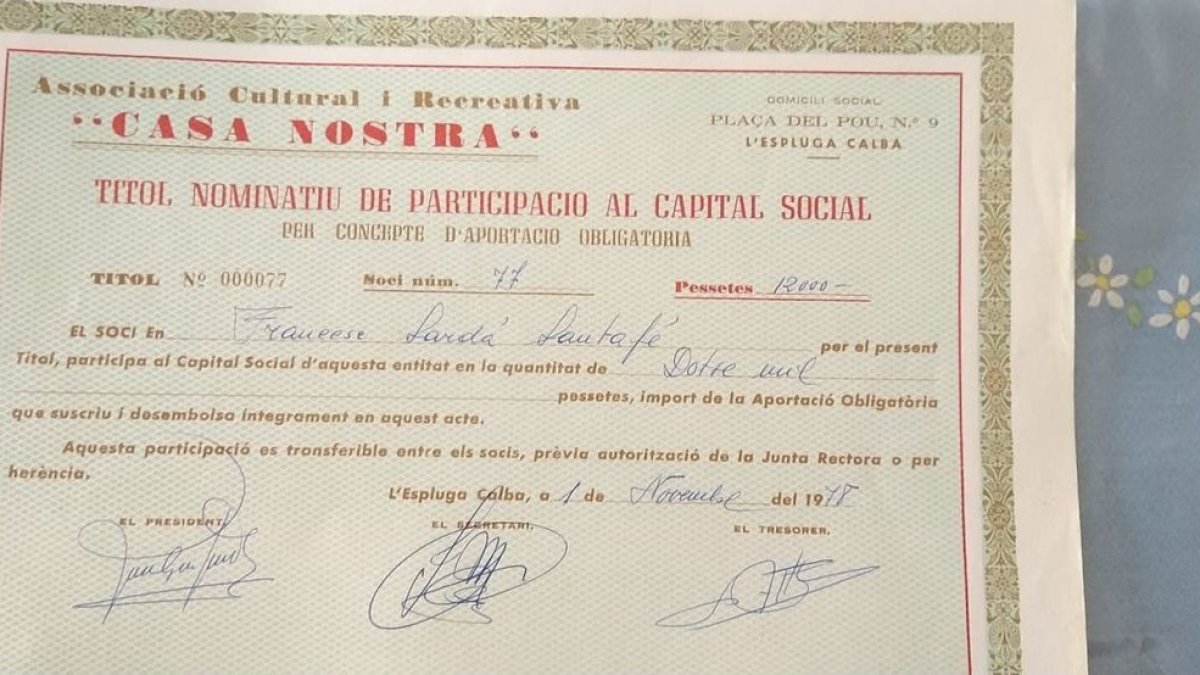 Associació Cultural i Recreativa
“CASA NOSTRA“
DOMICILI SOCIAL:
PLAÇA DEL POU, N.º 9
L'ESPLUGA CALBA
TITOL NOMINATIU DE PARTICIPACIO AL CAPITAL SOCIAL
PER CONCEPTE D'APORTACIO OBLIGATORIA
TITOL Nº 000077 Soci núm. 77 Pessetes 12000-
EL SOCI En Francesc Sardá Santafé per el present
Titol, participa al Capital Social d'aquesta entitat en la quantitat de Dotse mil
pessetes, import de la Aportació Obligatòria
que suscriu i desembolsa íntegrament en aquest acte.
Aquesta participació es transferible entre els socis, prèvia autorització de la Junta Rectora o per
herència.
L'Espluga Calba, a 1 de Novembre del 1978
EL PRESIDENT, EL SECRETARI, EL TRESORER,